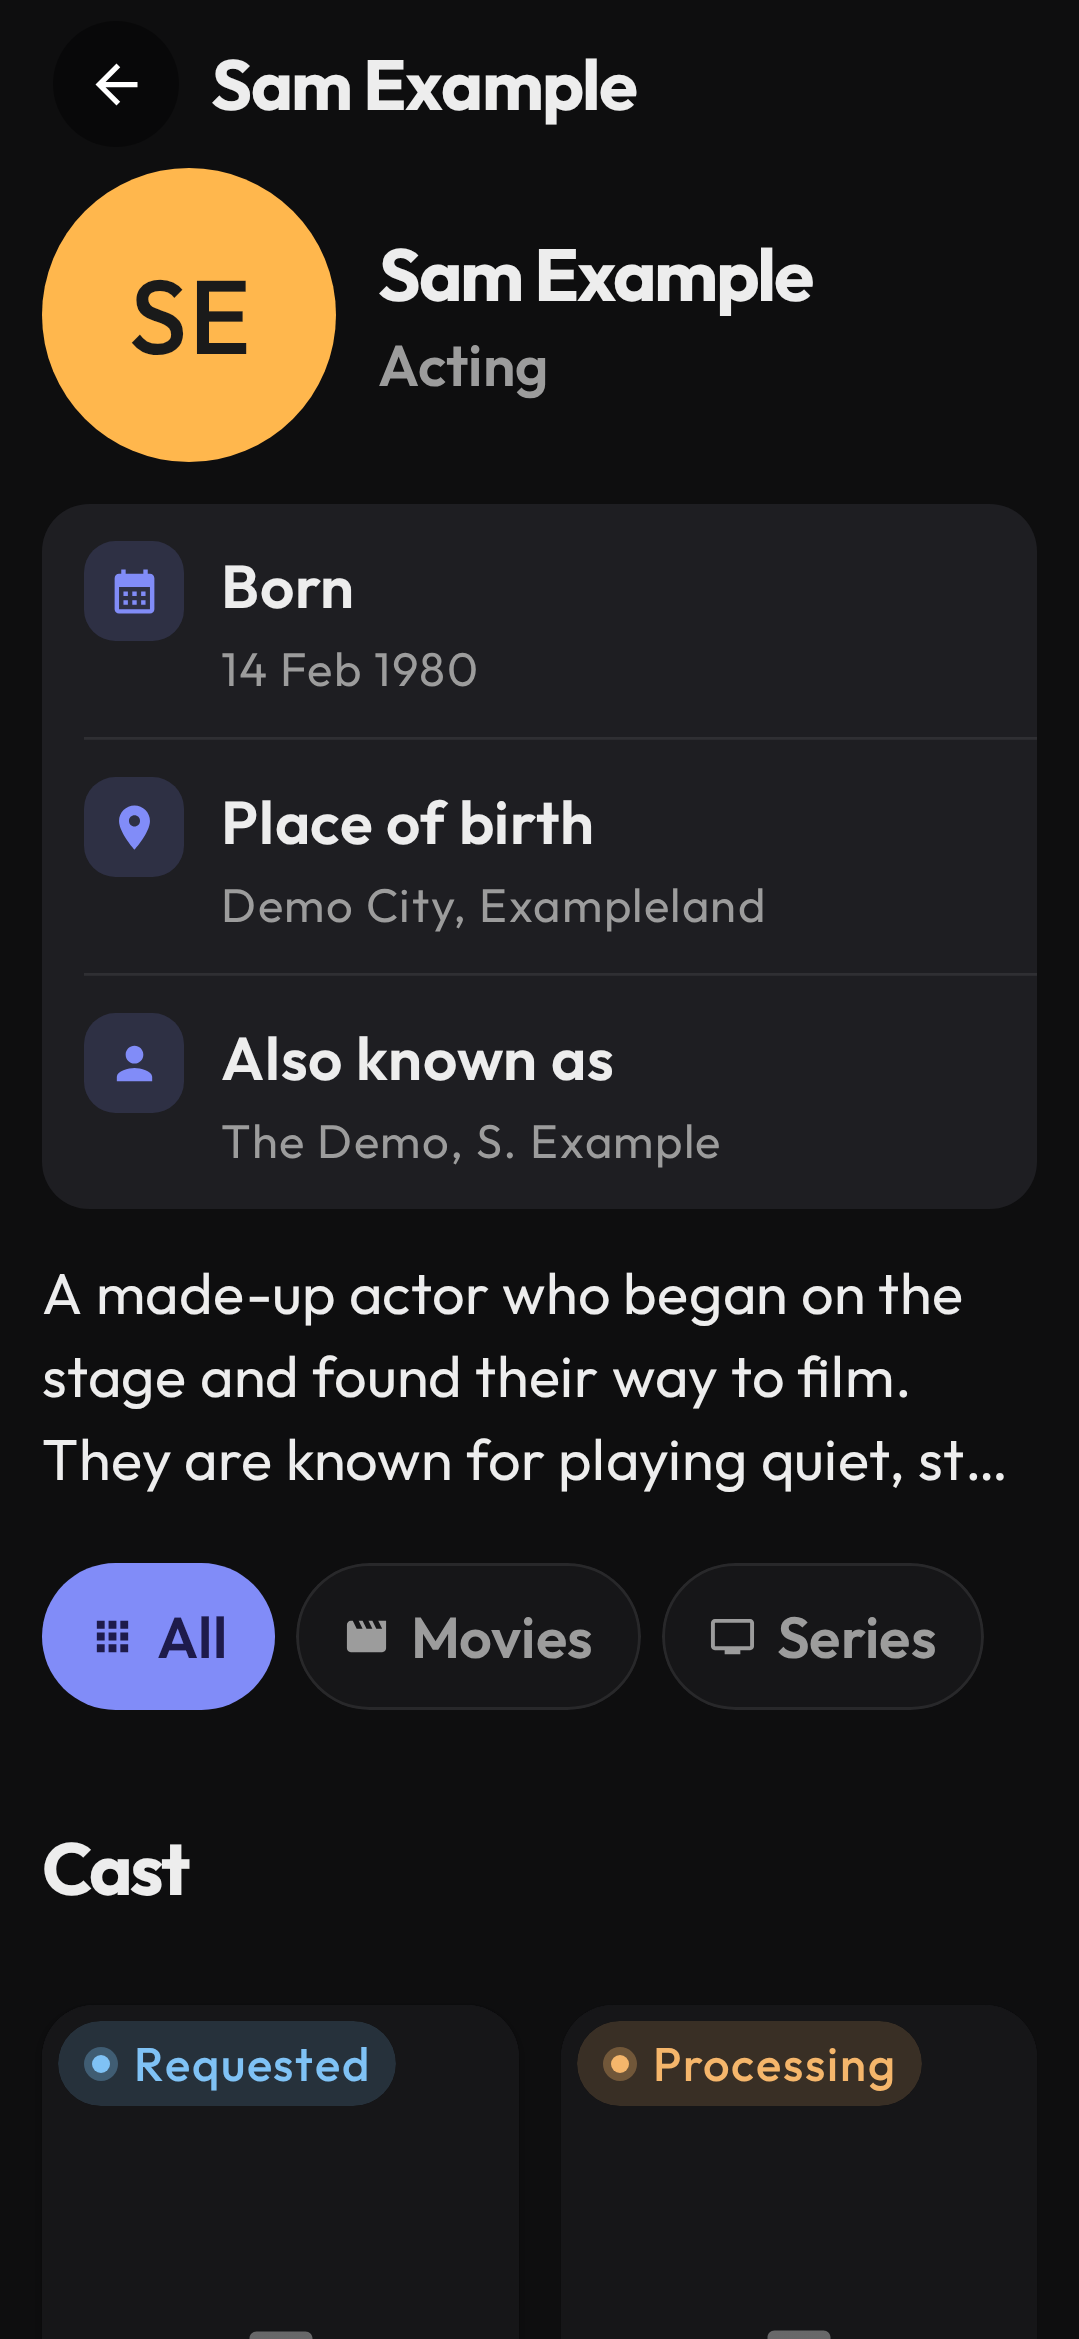 Sam Example
SE
Sam Example
Acting
Born
14 Feb 1980
Place of birth
Demo City, Exampleland
Also known as
The Demo, S. Example
A made-up actor who began on the
stage and found their way to film.
They are known for playing quiet, st…
All
Movies
Series
Cast
Requested
Processing